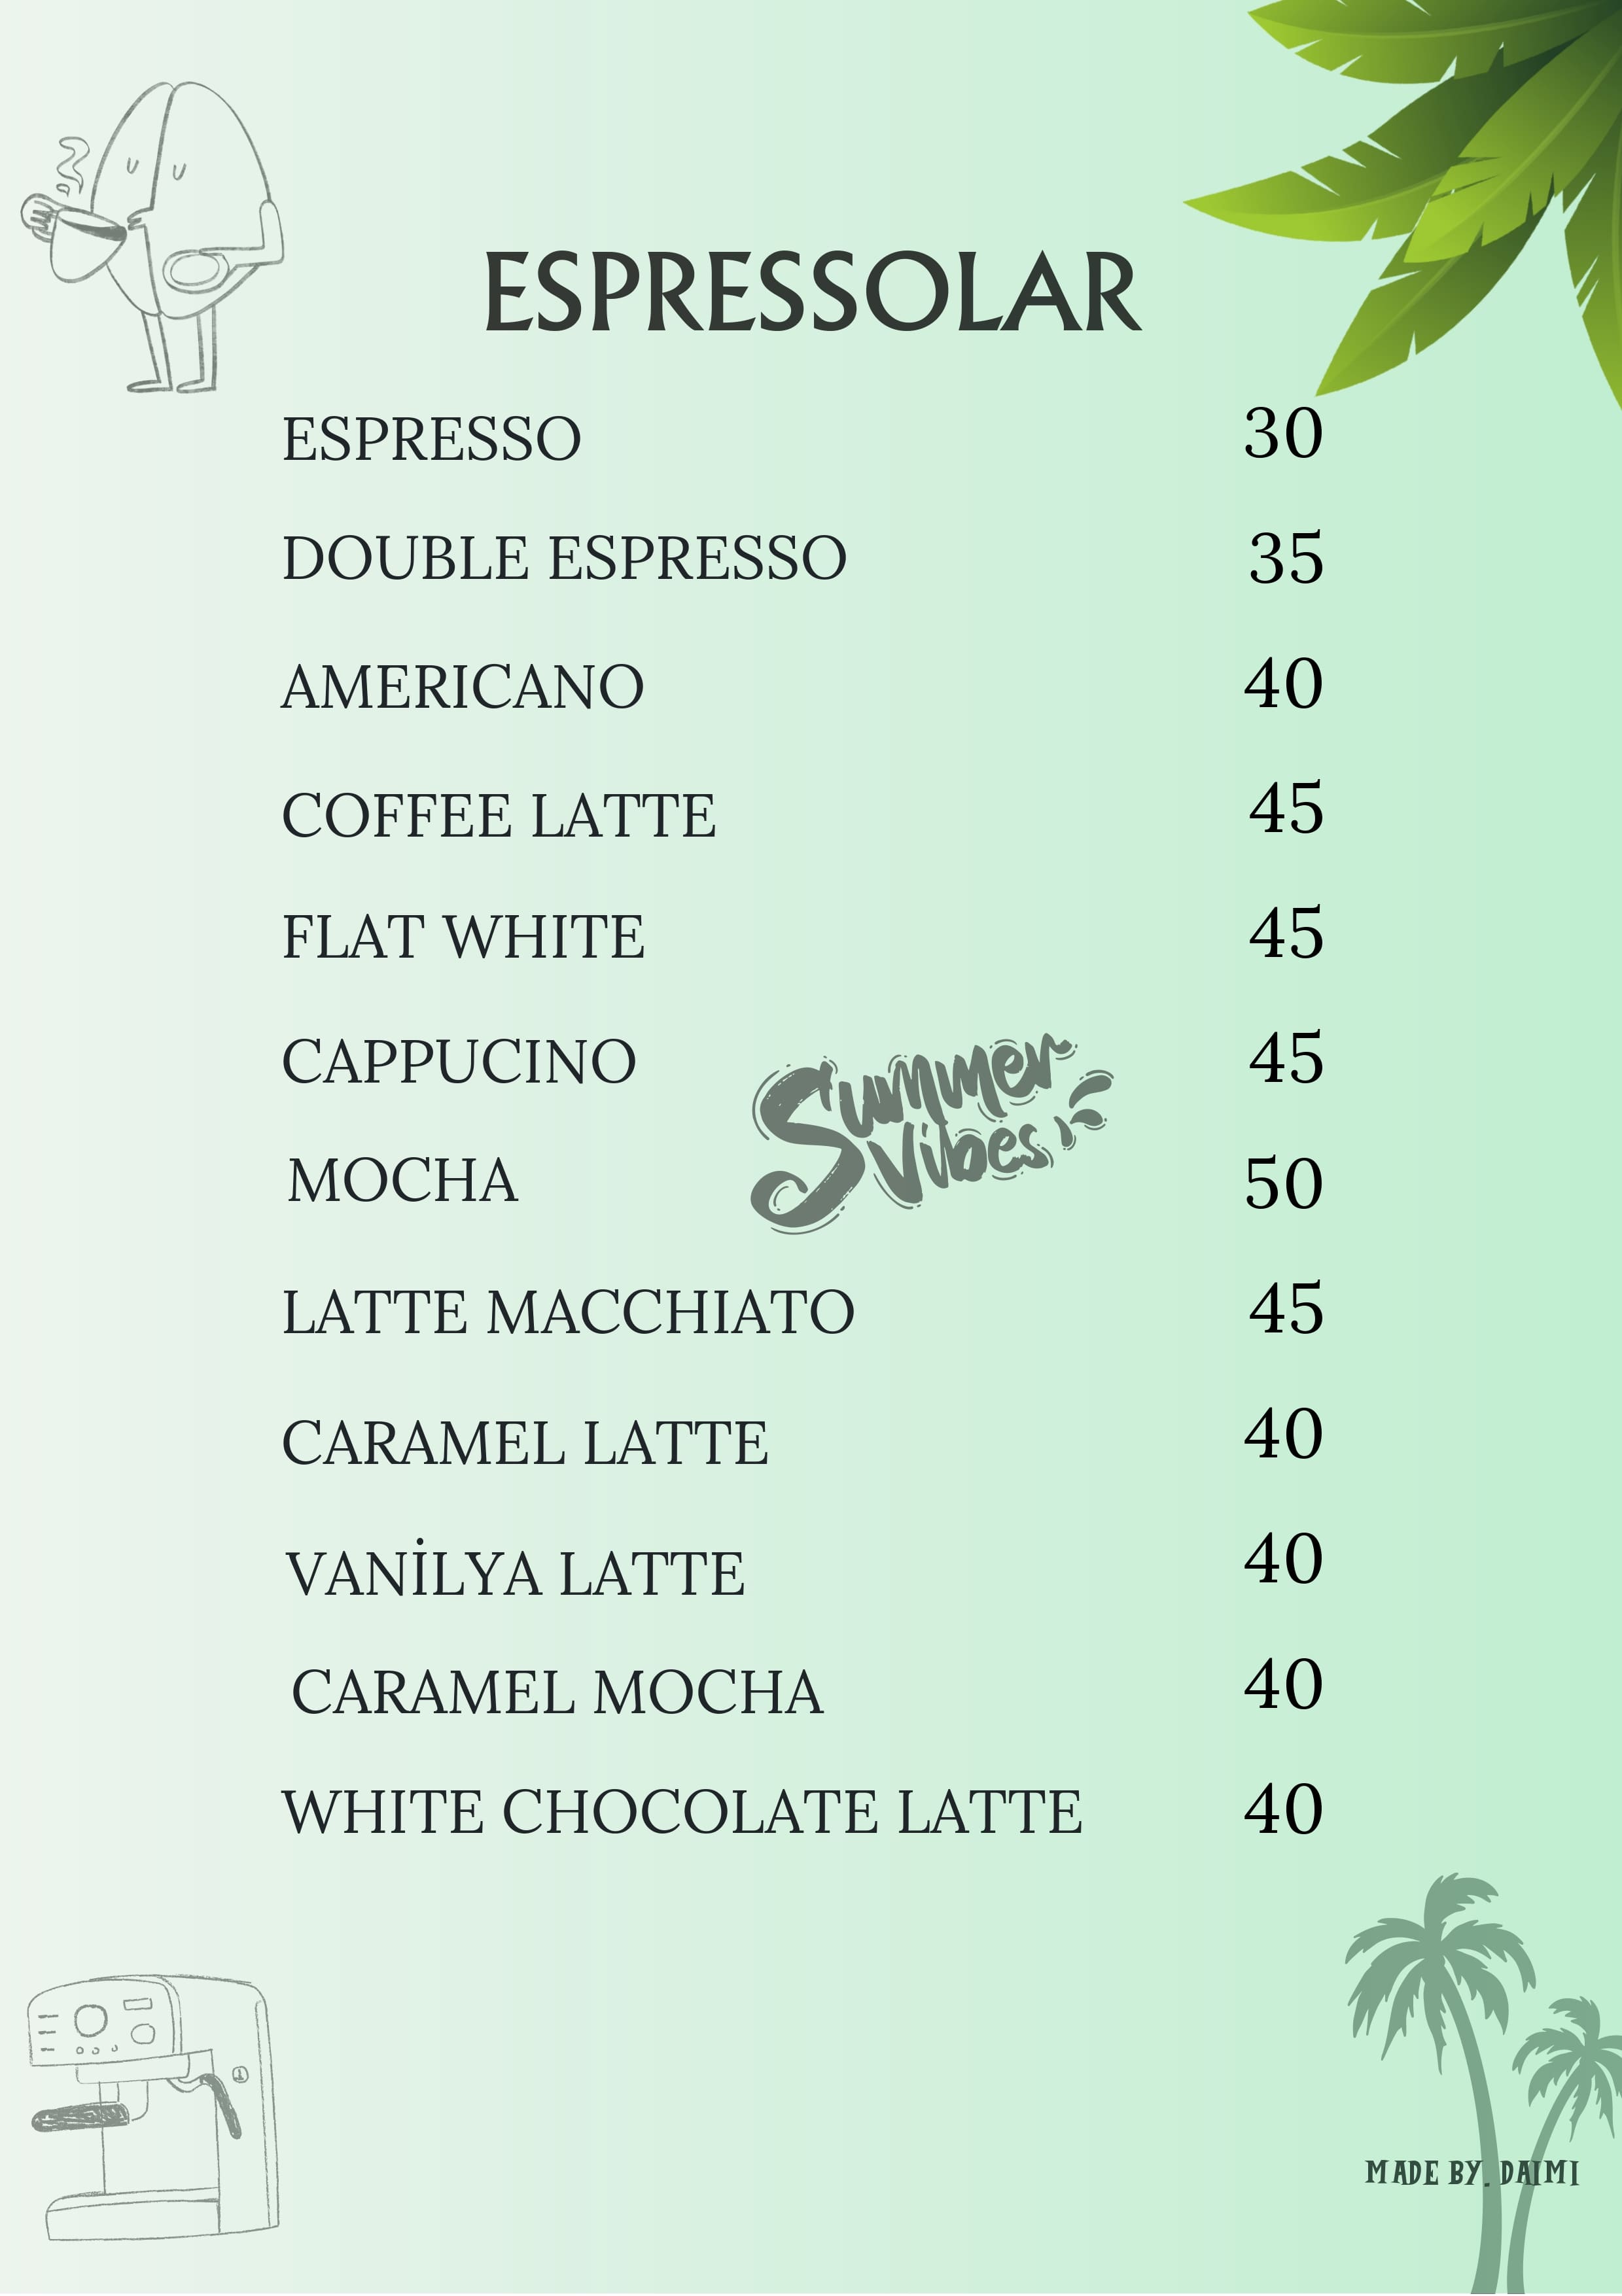 ESPRESSOLAR
ESPRESSO 30
DOUBLE ESPRESSO 35
AMERICANO 40
COFFEE LATTE 45
FLAT WHITE 45
CAPPUCINO 45
Summer
Vibes
MOCHA 50
LATTE MACCHIATO 45
CARAMEL LATTE 40
VANİLYA LATTE 40
CARAMEL MOCHA 40
WHITE CHOCOLATE LATTE 40
MADE BY. DAIMI